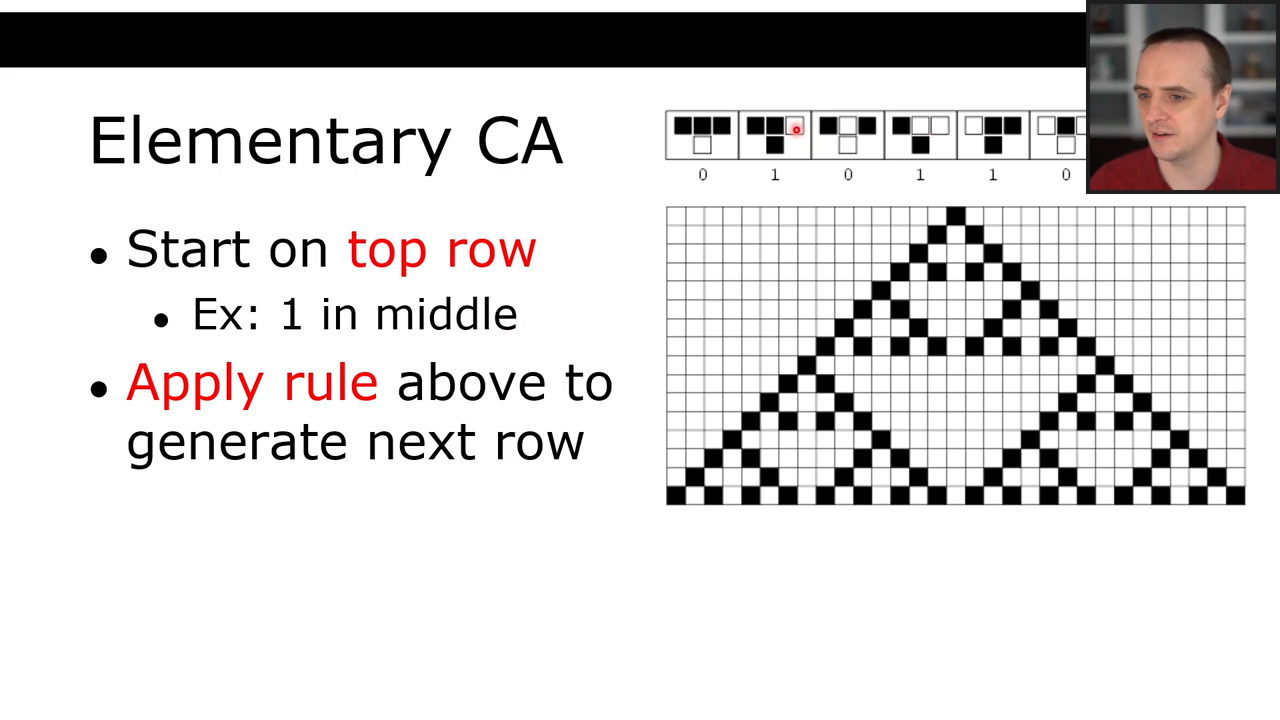 Elementary CA
0 1 0 1 1 0
• Start on top row
• Ex: 1 in middle
• Apply rule above to
generate next row